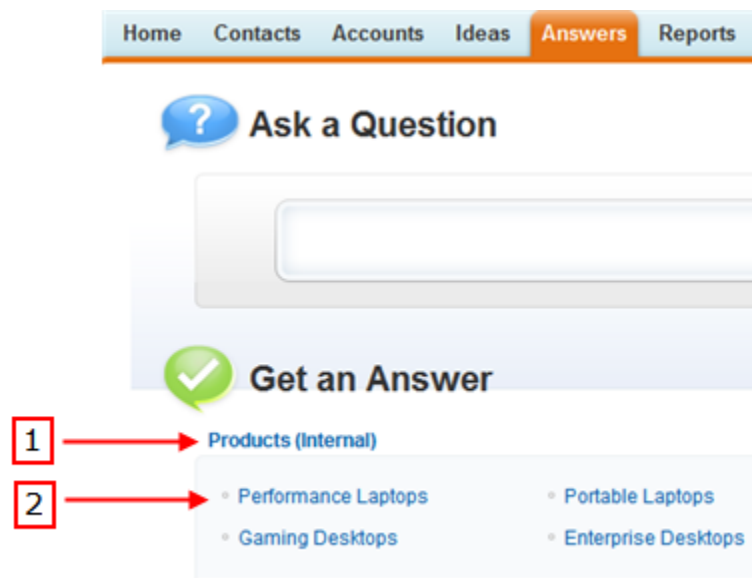 Home Contacts Accounts Ideas Answers Reports
?
Ask a Question
Get an Answer
1 Products (Internal)
2 Performance Laptops Portable Laptops
Gaming Desktops Enterprise Desktops